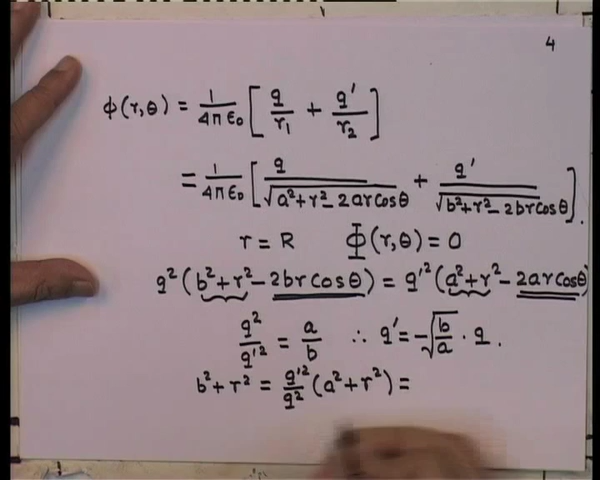 4
φ(r,θ) = 1/4πε₀ [ q/r₁ + q'/r₂ ]
= 1/4πε₀ [ q/√(a²+r²-2ar cosθ) + q'/√(b²+r²-2br cosθ) ].
r = R Φ(r,θ) = 0
q²(b²+r²-2br cosθ) = q'²(a²+r²-2ar cosθ)
q²/q'² = a/b ∴ q' = -√(b/a) · q.
b²+r² = q'²/q² (a²+r²) =